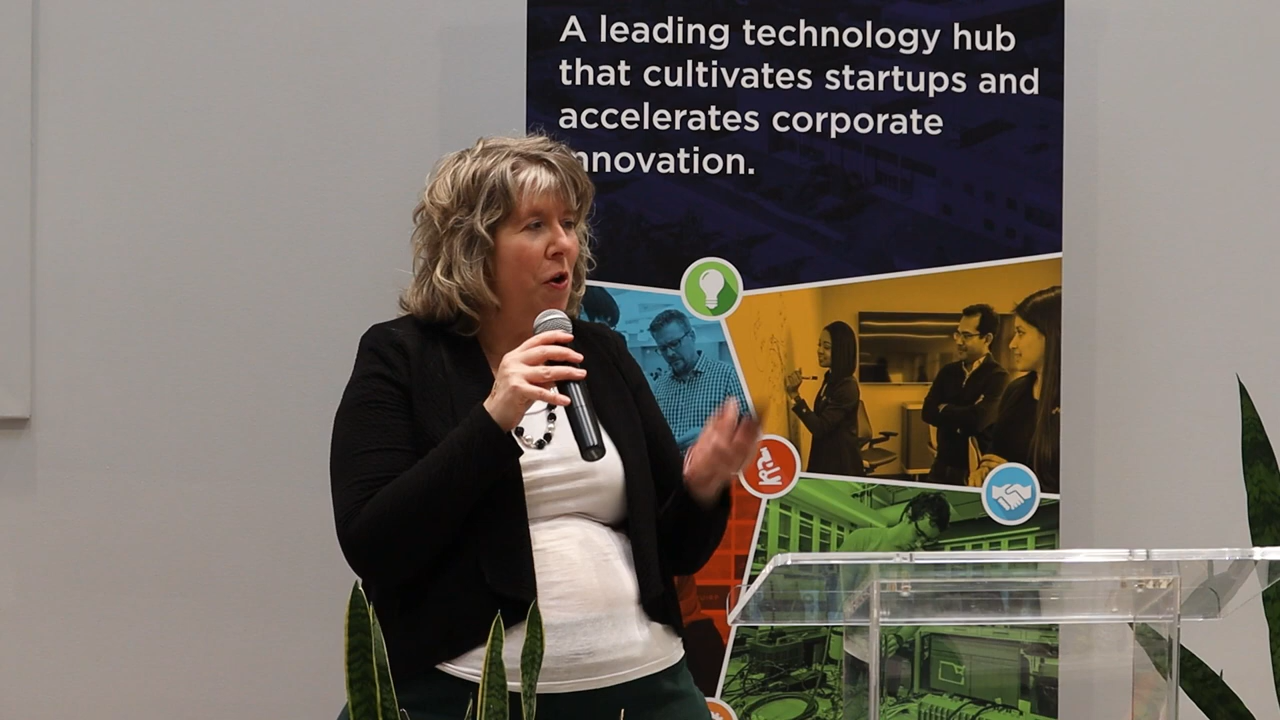 A leading technology hub
that cultivates startups and
accelerates corporate
nnovation.